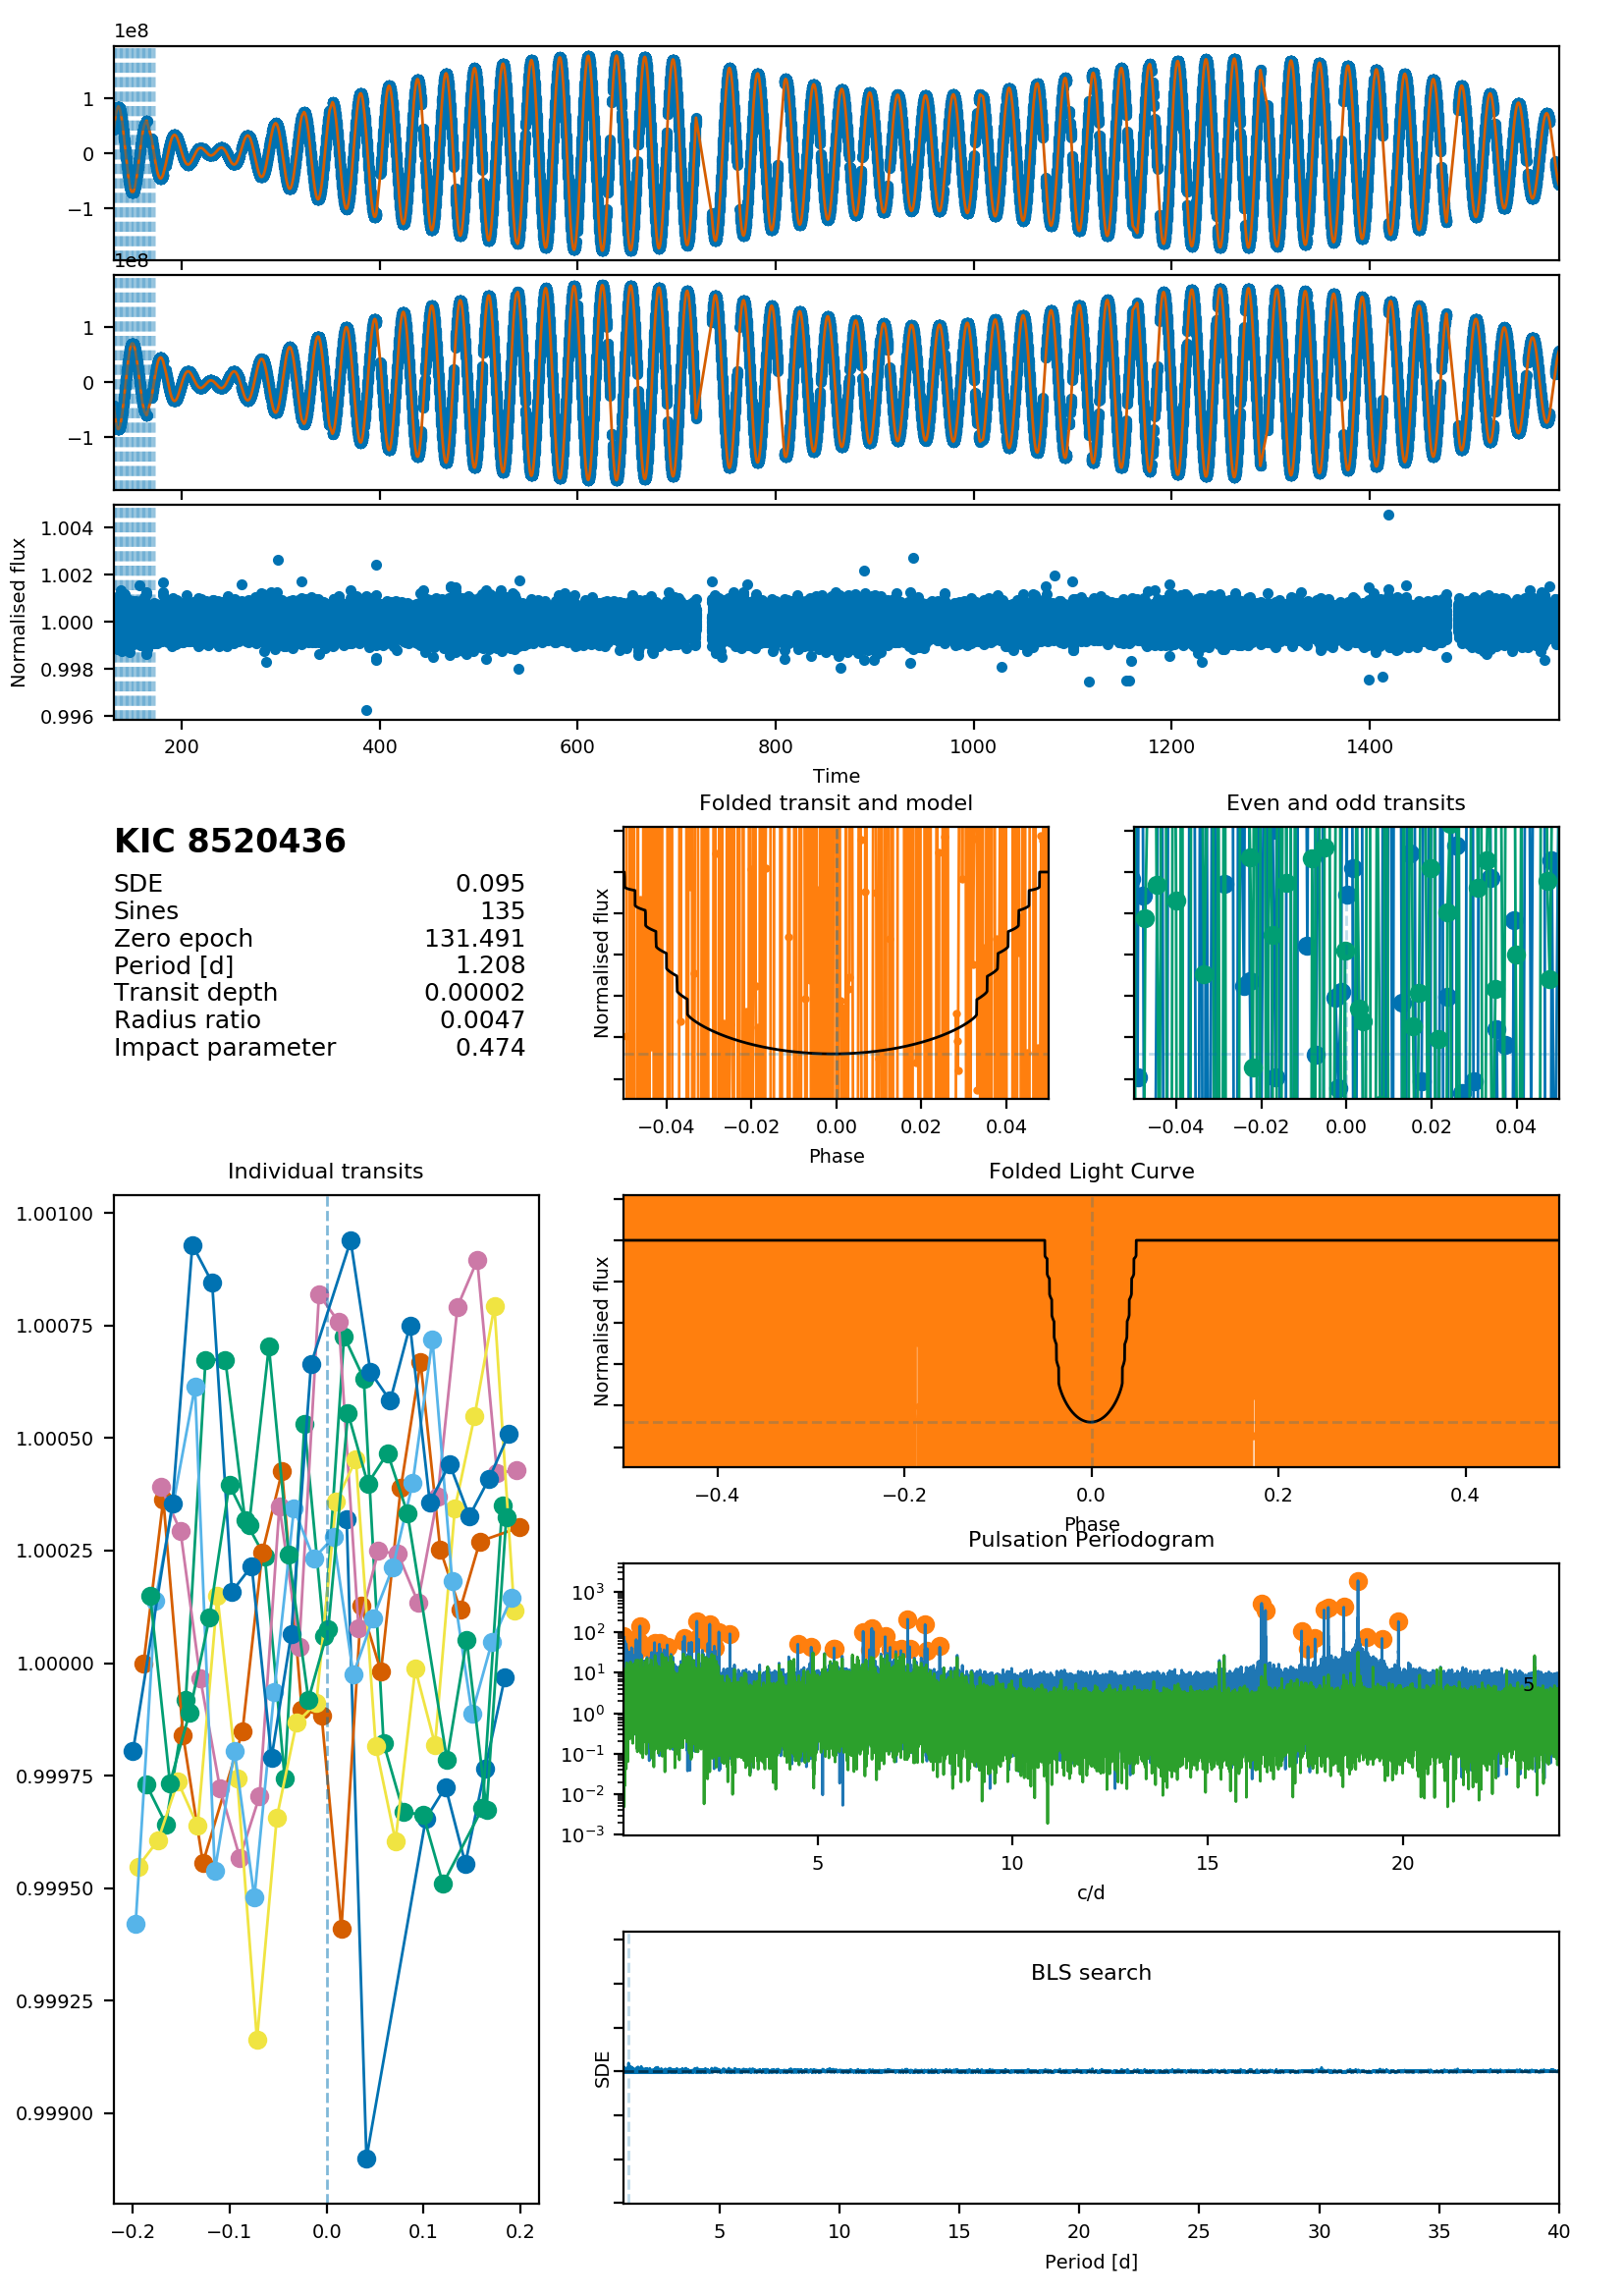 1e8
1
0
−1
1e8
1
0
−1
Normalised flux
1.004
1.002
1.000
0.998
0.996
200 400 600 800 1000 1200 1400
Time
KIC 8520436
SDE 0.095
Sines 135
Zero epoch 131.491
Period [d] 1.208
Transit depth 0.00002
Radius ratio 0.0047
Impact parameter 0.474
Folded transit and model
Normalised flux
−0.04 −0.02 0.00 0.02 0.04
Phase
Even and odd transits
−0.04 −0.02 0.00 0.02 0.04
Individual transits
1.00100
1.00075
1.00050
1.00025
1.00000
0.99975
0.99950
0.99925
0.99900
−0.2 −0.1 0.0 0.1 0.2
Folded Light Curve
Normalised flux
−0.4 −0.2 0.0 0.2 0.4
Phase
Pulsation Periodogram
10³
10²
10¹
10⁰
10⁻¹
10⁻²
10⁻³
5
5 10 15 20
c/d
BLS search
SDE
5 10 15 20 25 30 35 40
Period [d]